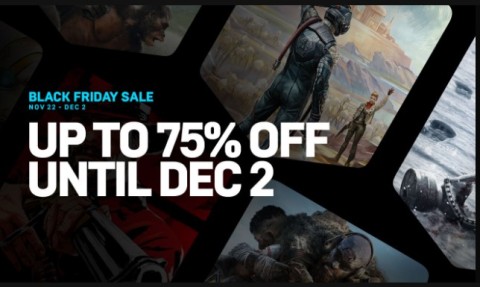 BLACK FRIDAY SALE
NOV 22 - DEC 2
UP TO 75% OFF
UNTIL DEC 2